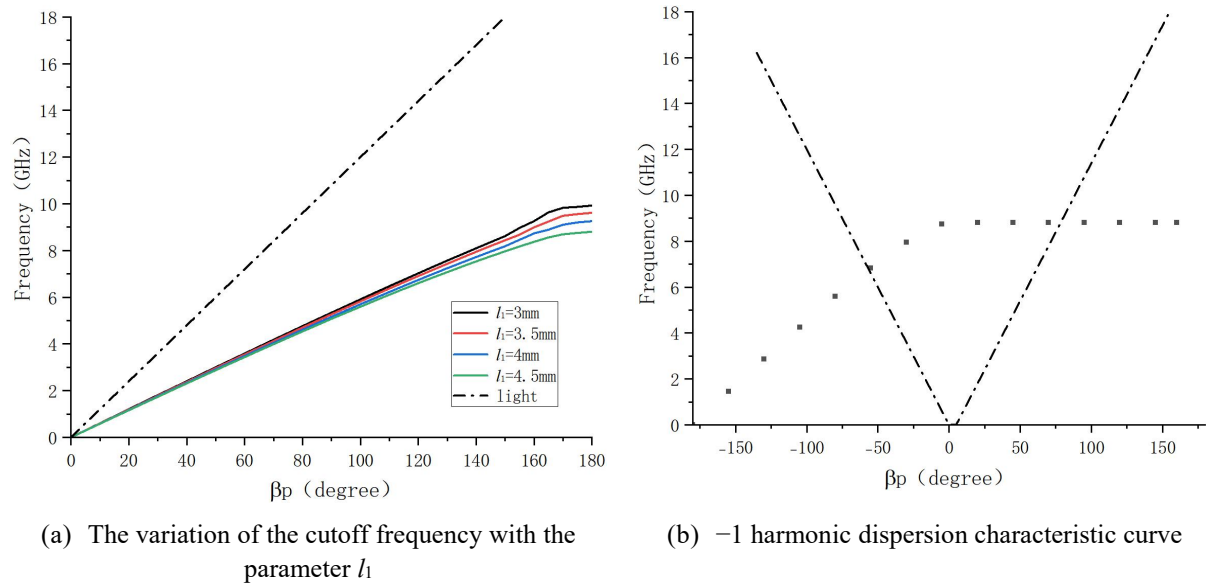 18
16
14
12
10
8
6
4
2
0
Frequency (GHz)
0 20 40 60 80 100 120 140 160 180
βp (degree)
l₁=3mm
l₁=3.5mm
l₁=4mm
l₁=4.5mm
light
(a) The variation of the cutoff frequency with the
parameter l₁
18
16
14
12
10
8
6
4
2
0
Frequency (GHz)
-150 -100 -50 0 50 100 150
βp (degree)
(b) −1 harmonic dispersion characteristic curve